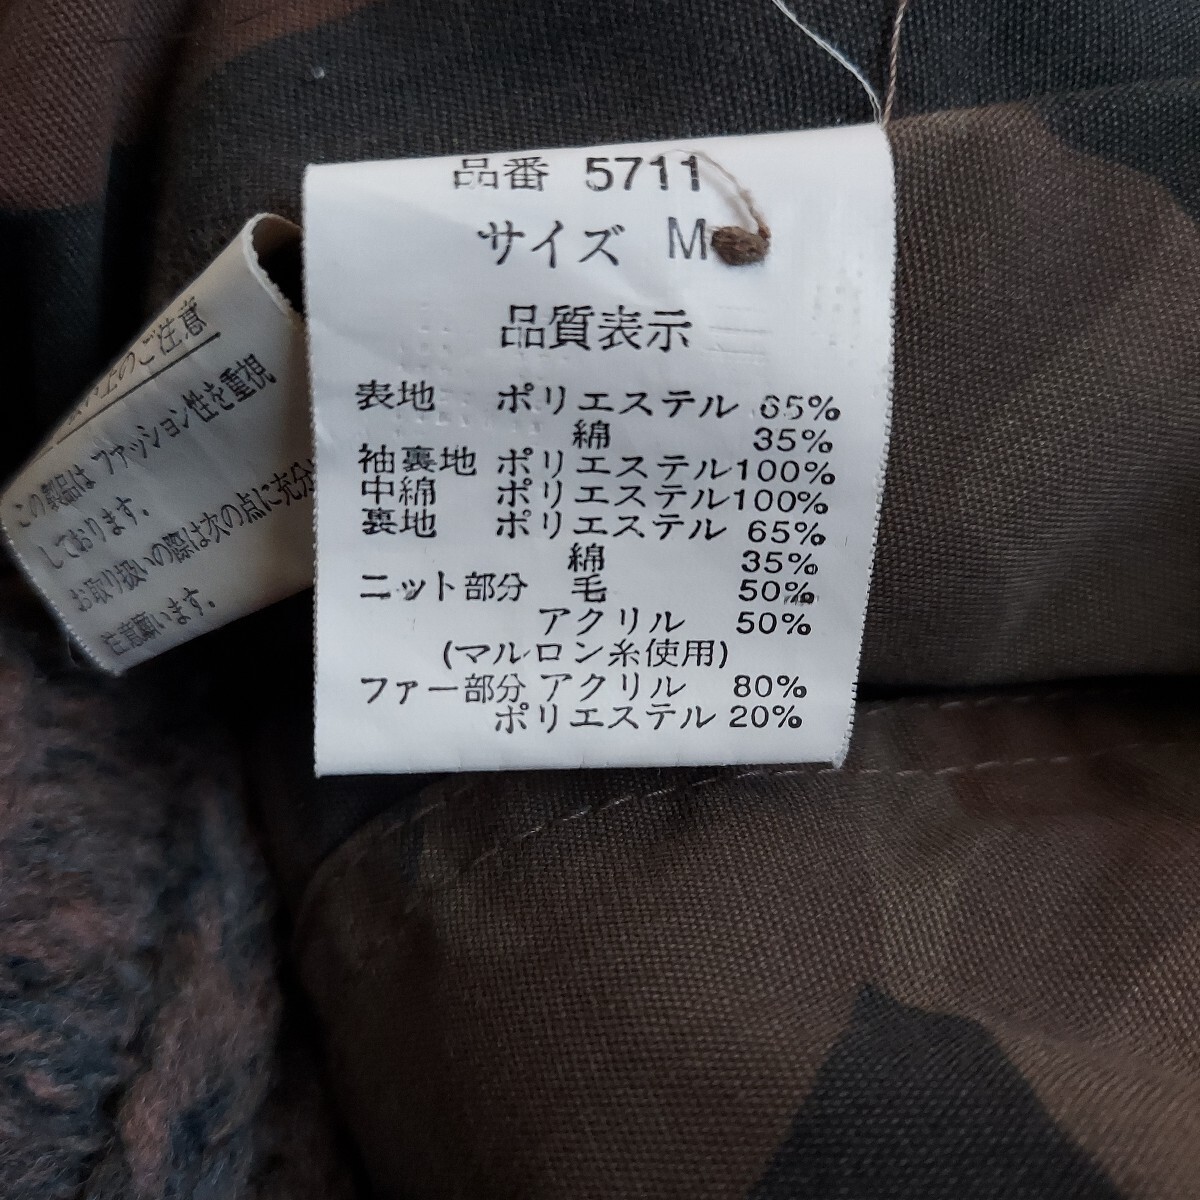 品番 5711
サイズ M
品質表示
表地 ポリエステル 65%
綿 35%
袖裏地 ポリエステル100%
中綿 ポリエステル100%
裏地 ポリエステル 65%
綿 35%
ニット部分 毛 50%
アクリル 50%
(マルロン糸使用)
ファー部分 アクリル 80%
ポリエステル 20%
上のご注意
この製品はファッション性を重視
しております。
お取り扱いの際は次の点に充分
注意願います。